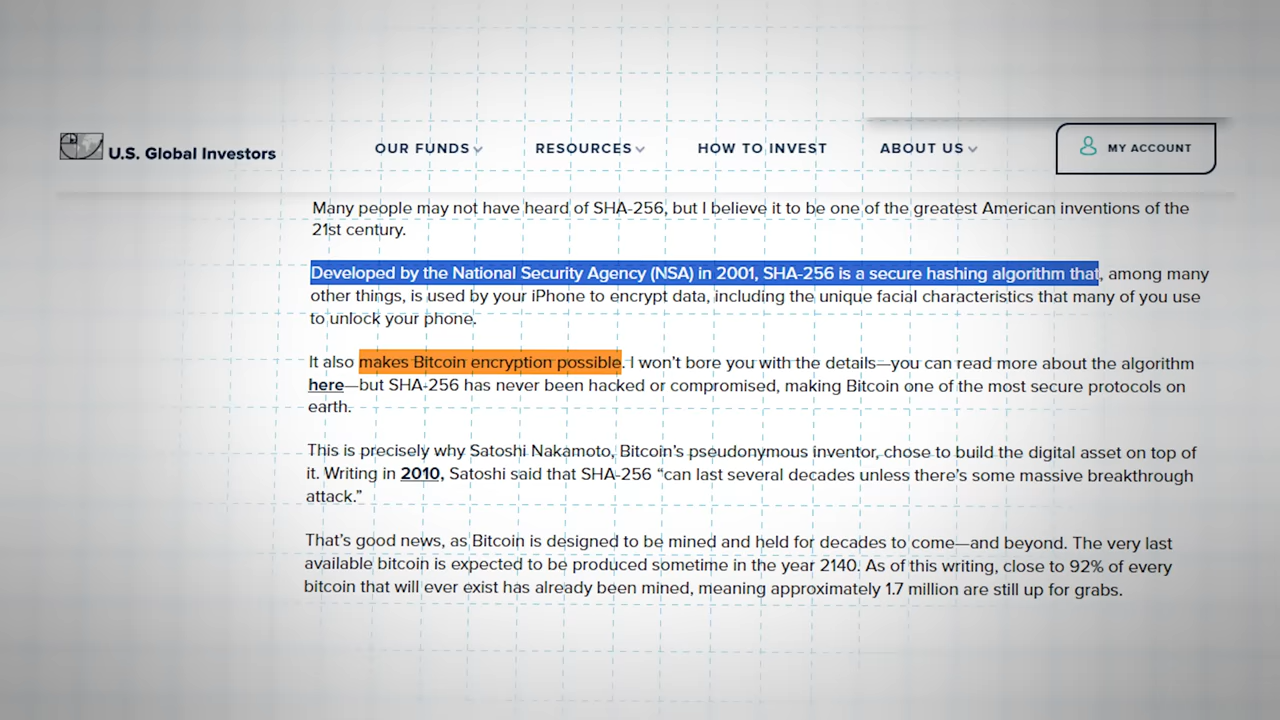 U.S. Global Investors
OUR FUNDS
RESOURCES
HOW TO INVEST
ABOUT US
MY ACCOUNT
Many people may not have heard of SHA-256, but I believe it to be one of the greatest American inventions of the
21st century.
Developed by the National Security Agency (NSA) in 2001, SHA-256 is a secure hashing algorithm that, among many
other things, is used by your iPhone to encrypt data, including the unique facial characteristics that many of you use
to unlock your phone.
It also makes Bitcoin encryption possible. I won’t bore you with the details—you can read more about the algorithm
here—but SHA-256 has never been hacked or compromised, making Bitcoin one of the most secure protocols on
earth.
This is precisely why Satoshi Nakamoto, Bitcoin’s pseudonymous inventor, chose to build the digital asset on top of
it. Writing in 2010, Satoshi said that SHA-256 “can last several decades unless there’s some massive breakthrough
attack.”
That’s good news, as Bitcoin is designed to be mined and held for decades to come—and beyond. The very last
available bitcoin is expected to be produced sometime in the year 2140. As of this writing, close to 92% of every
bitcoin that will ever exist has already been mined, meaning approximately 1.7 million are still up for grabs.